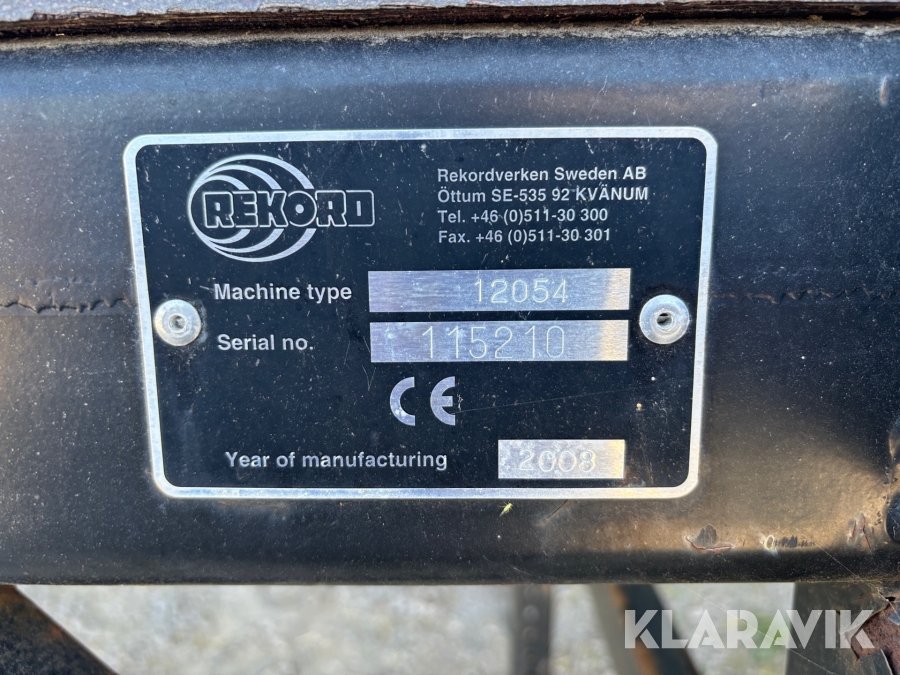 REKORD
Rekordverken Sweden AB
Öttum SE-535 92 KVÄNUM
Tel. +46 (0)511-30 300
Fax. +46 (0)511-30 301
Machine type 12054
Serial no. 115210
CE
Year of manufacturing 2008
KLARAVIK